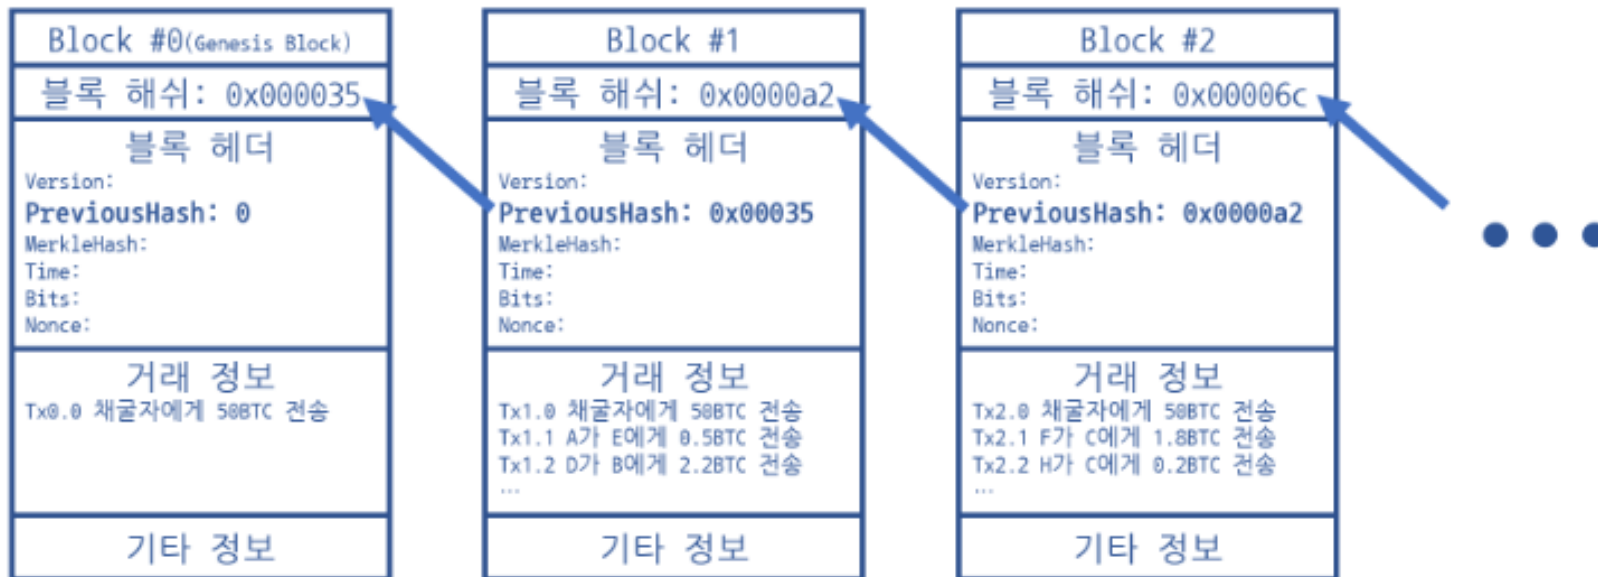 Block #0(Genesis Block)
블록 해쉬: 0x000035
블록 헤더
Version:
PreviousHash: 0
MerkleHash:
Time:
Bits:
Nonce:
거래 정보
Tx0.0 채굴자에게 50BTC 전송
기타 정보
Block #1
블록 해쉬: 0x0000a2
블록 헤더
Version:
PreviousHash: 0x00035
MerkleHash:
Time:
Bits:
Nonce:
거래 정보
Tx1.0 채굴자에게 50BTC 전송
Tx1.1 A가 E에게 0.5BTC 전송
Tx1.2 D가 B에게 2.2BTC 전송
...
기타 정보
Block #2
블록 해쉬: 0x00006c
블록 헤더
Version:
PreviousHash: 0x0000a2
MerkleHash:
Time:
Bits:
Nonce:
거래 정보
Tx2.0 채굴자에게 50BTC 전송
Tx2.1 F가 C에게 1.8BTC 전송
Tx2.2 H가 C에게 0.2BTC 전송
...
기타 정보